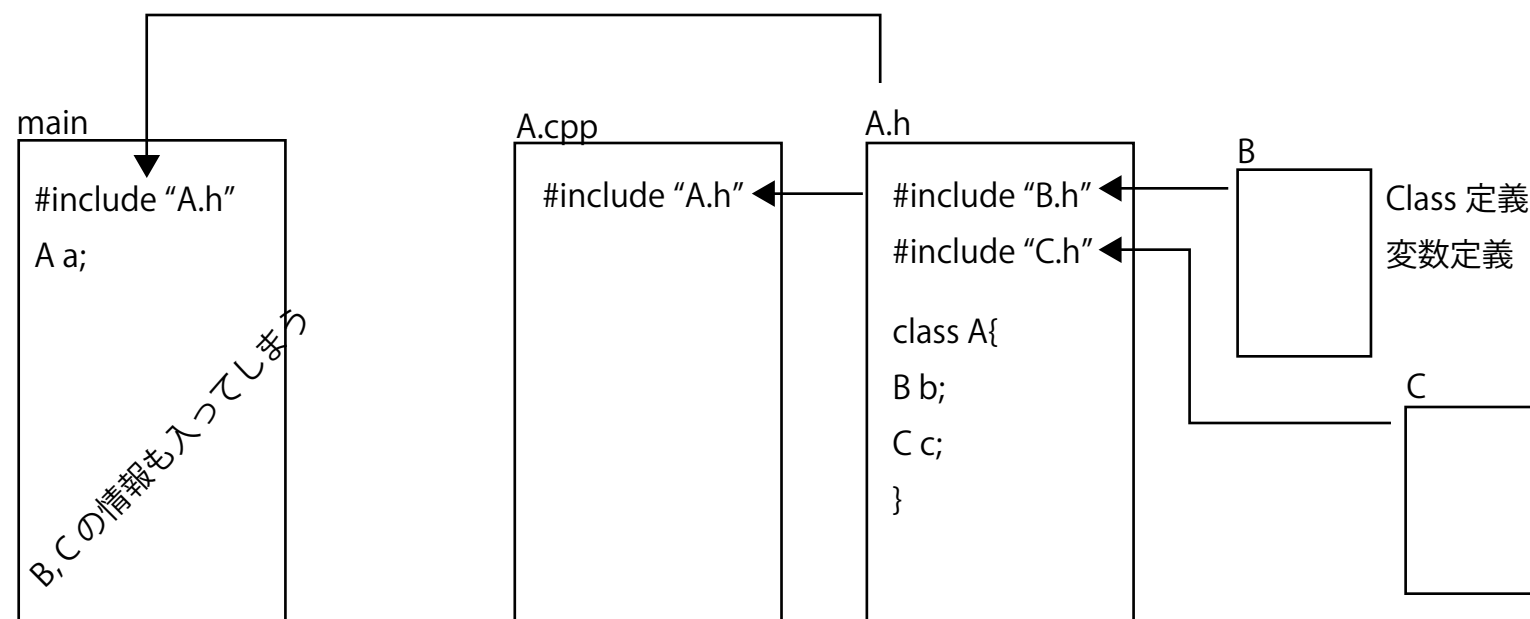 main
#include “A.h”
A a;
B, C の情報も入ってしまう
A.cpp
#include “A.h”
A.h
#include “B.h”
#include “C.h”
class A{
B b;
C c;
}
B
Class 定義
変数定義
C